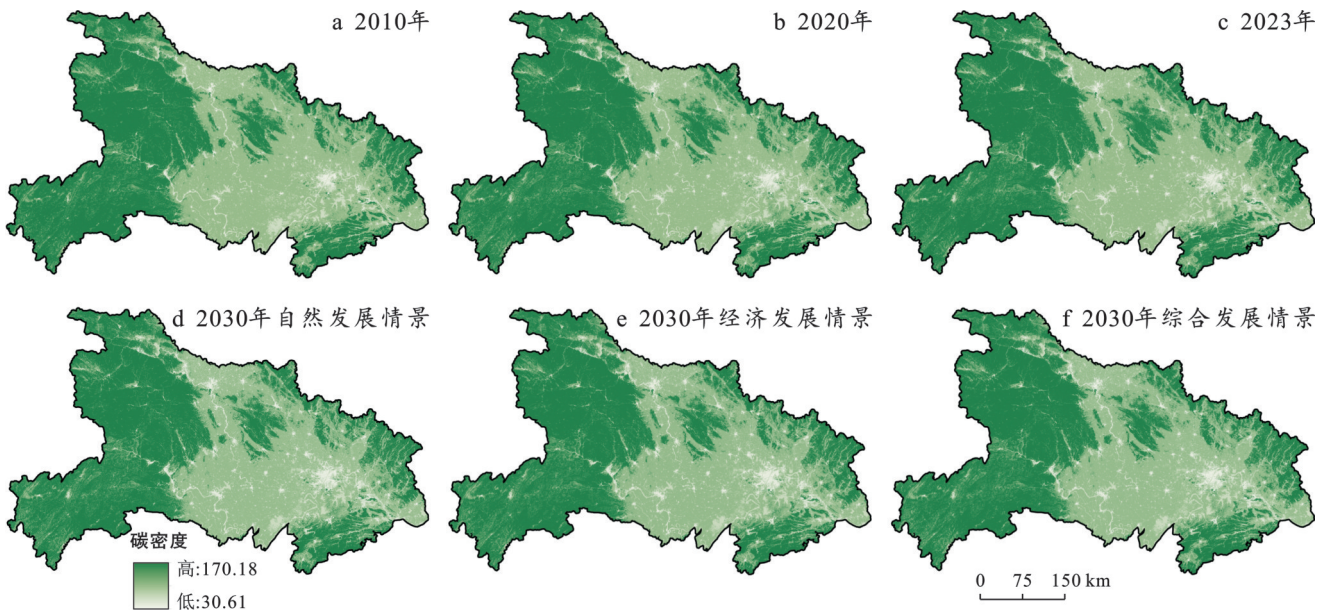 a 2010年
b 2020年
c 2023年
d 2030年自然发展情景
e 2030年经济发展情景
f 2030年综合发展情景
碳密度
高:170.18
低:30.61
0 75 150 km